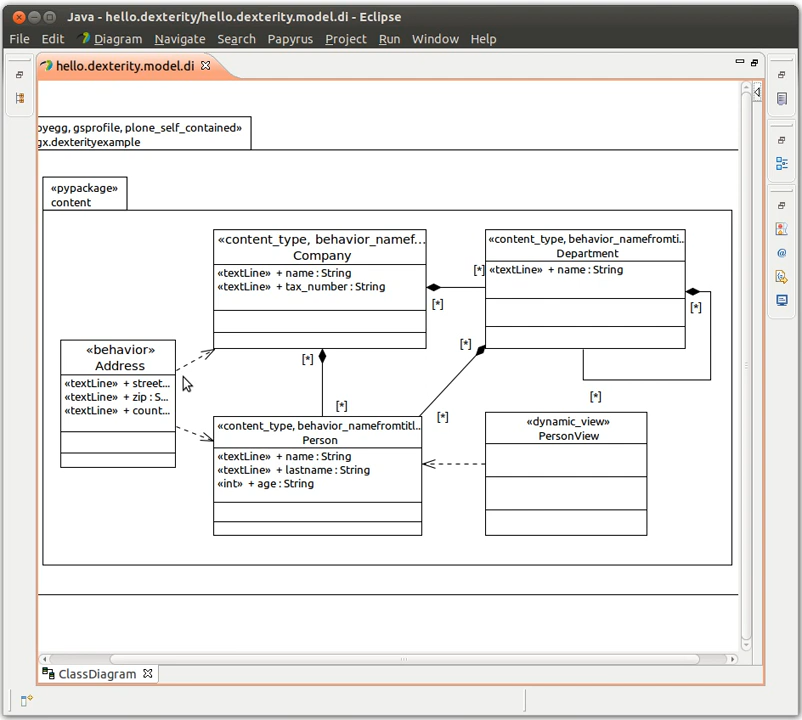 Java - hello.dexterity/hello.dexterity.model.di - Eclipse
File Edit Diagram Navigate Search Papyrus Project Run Window Help
hello.dexterity.model.di
oyegg, gsprofile, plone_self_contained»
gx.dexterityexample
«pypackage»
content
«content_type, behavior_namef...
Company
«textLine» + name : String
«textLine» + tax_number : String
«content_type, behavior_namefromti...
Department
«textLine» + name : String
[*]
[*]
[*]
[*]
[*]
[*]
[*]
[*]
«behavior»
Address
«textLine» + street...
«textLine» + zip : S...
«textLine» + count...
«content_type, behavior_namefromtitl...
Person
«textLine» + name : String
«textLine» + lastname : String
«int» + age : String
«dynamic_view»
PersonView
ClassDiagram